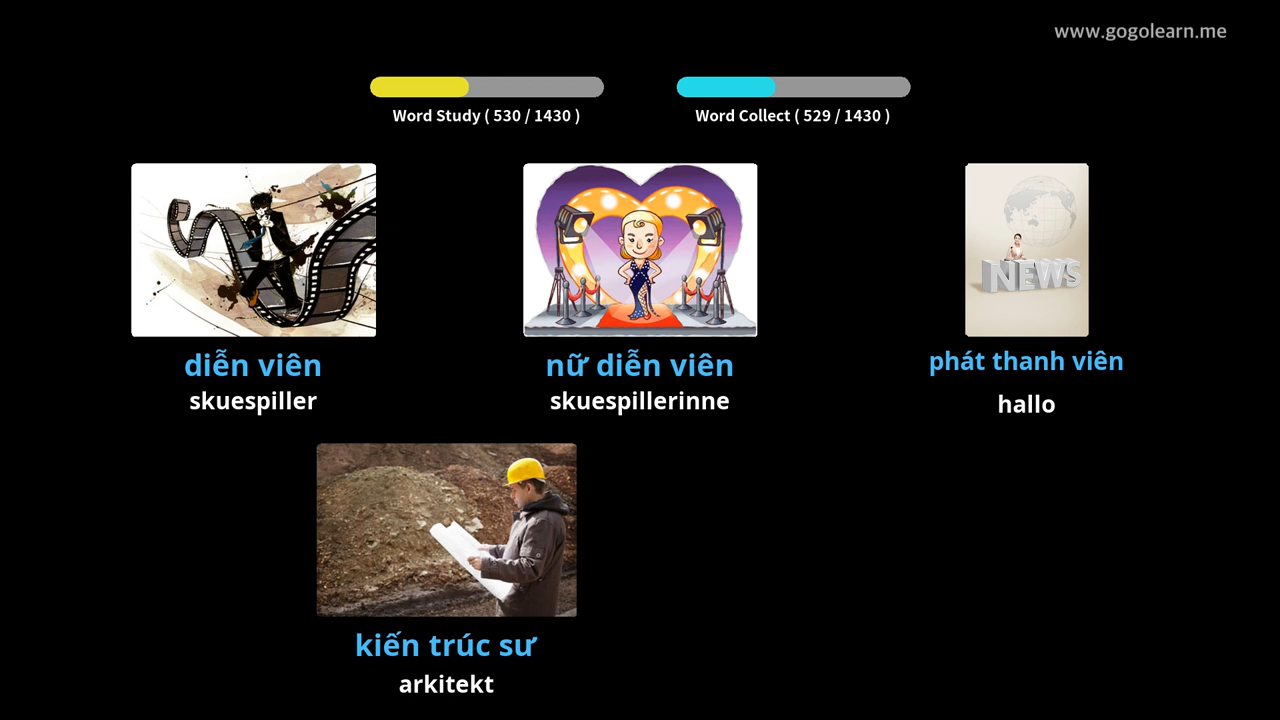 www.gogolearn.me
Word Study ( 530 / 1430 )
Word Collect ( 529 / 1430 )
NEWS
diễn viên
skuespiller
nữ diễn viên
skuespillerinne
phát thanh viên
hallo
kiến trúc sư
arkitekt